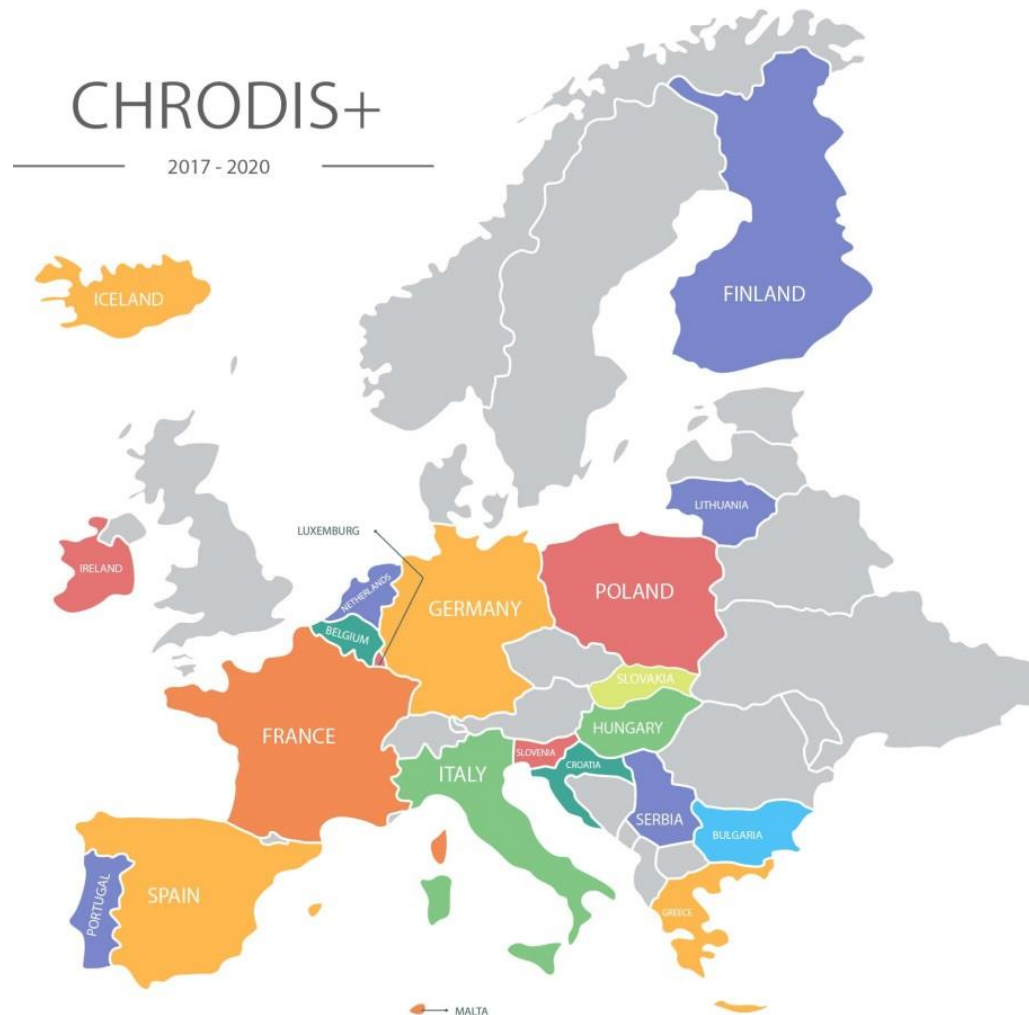 CHRODIS+
2017 - 2020
ICELAND
FINLAND
LITHUANIA
LUXEMBURG
IRELAND
NETHERLANDS
POLAND
GERMANY
BELGIUM
SLOVAKIA
HUNGARY
FRANCE
SLOVENIA
CROATIA
ITALY
SERBIA
BULGARIA
PORTUGAL
SPAIN
GREECE
MALTA